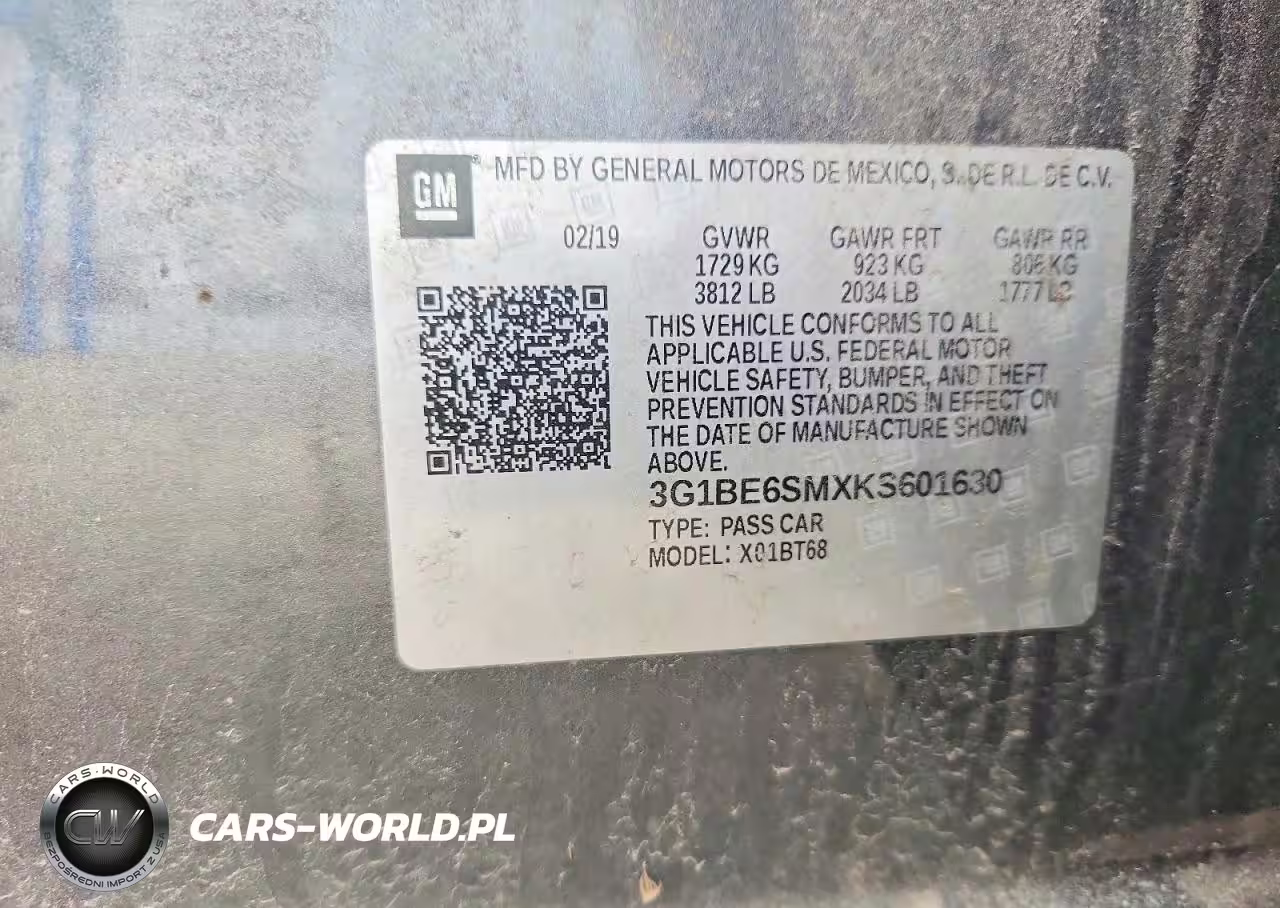 GM® MFD BY GENERAL MOTORS DE MEXICO, S. DE R.L. DE C.V.
02/19 GVWR GAWR FRT GAWR RR
1729 KG 923 KG 806 KG
3812 LB 2034 LB 1777 LB
THIS VEHICLE CONFORMS TO ALL
APPLICABLE U.S. FEDERAL MOTOR
VEHICLE SAFETY, BUMPER, AND THEFT
PREVENTION STANDARDS IN EFFECT ON
THE DATE OF MANUFACTURE SHOWN
ABOVE.
3G1BE6SMXKS601630
TYPE: PASS CAR
MODEL: X01BT68
CARS-WORLD
CW
BEZPOŚREDNI IMPORT Z USA
CARS-WORLD.PL